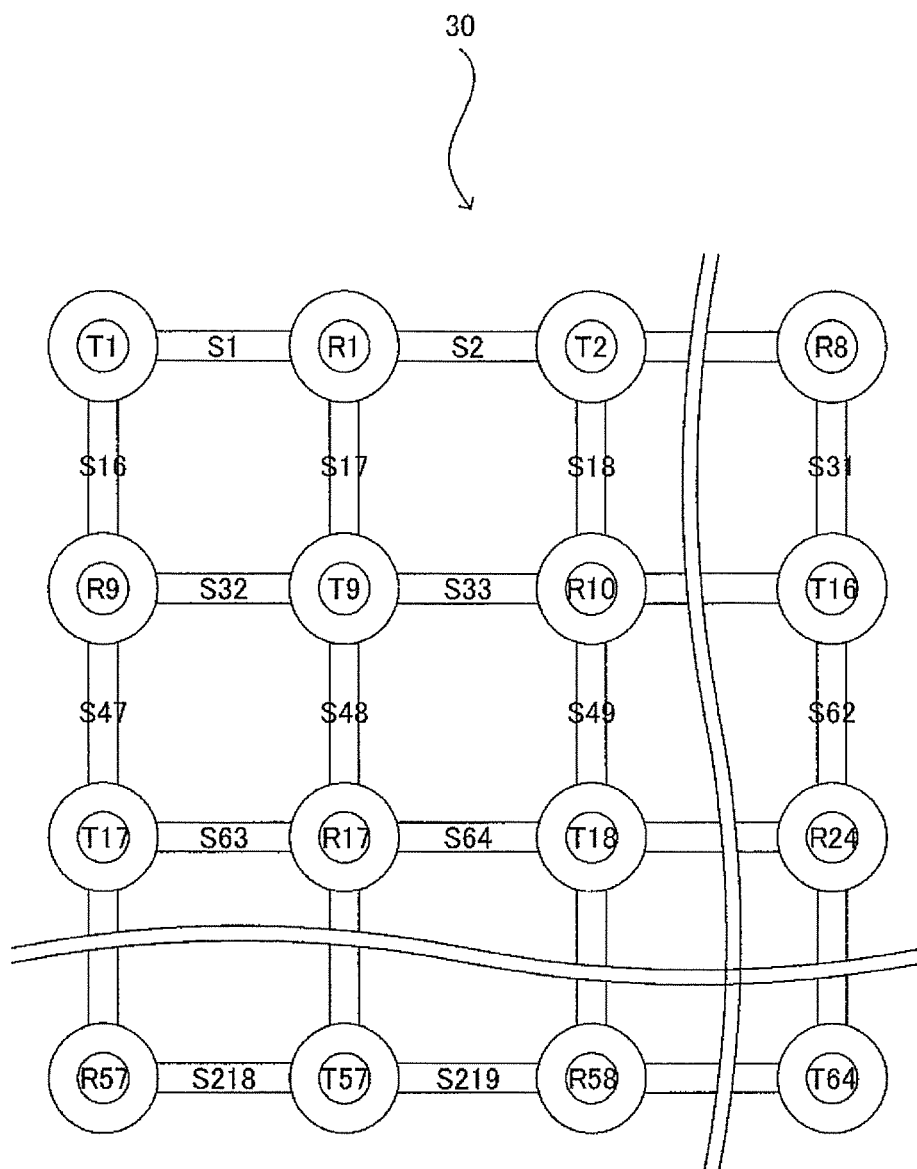 30
T1 S1 R1 S2 T2 R8
S16 S17 S18 S31
R9 S32 T9 S33 R10 T16
S47 S48 S49 S62
T17 S63 R17 S64 T18 R24
R57 S218 T57 S219 R58 T64